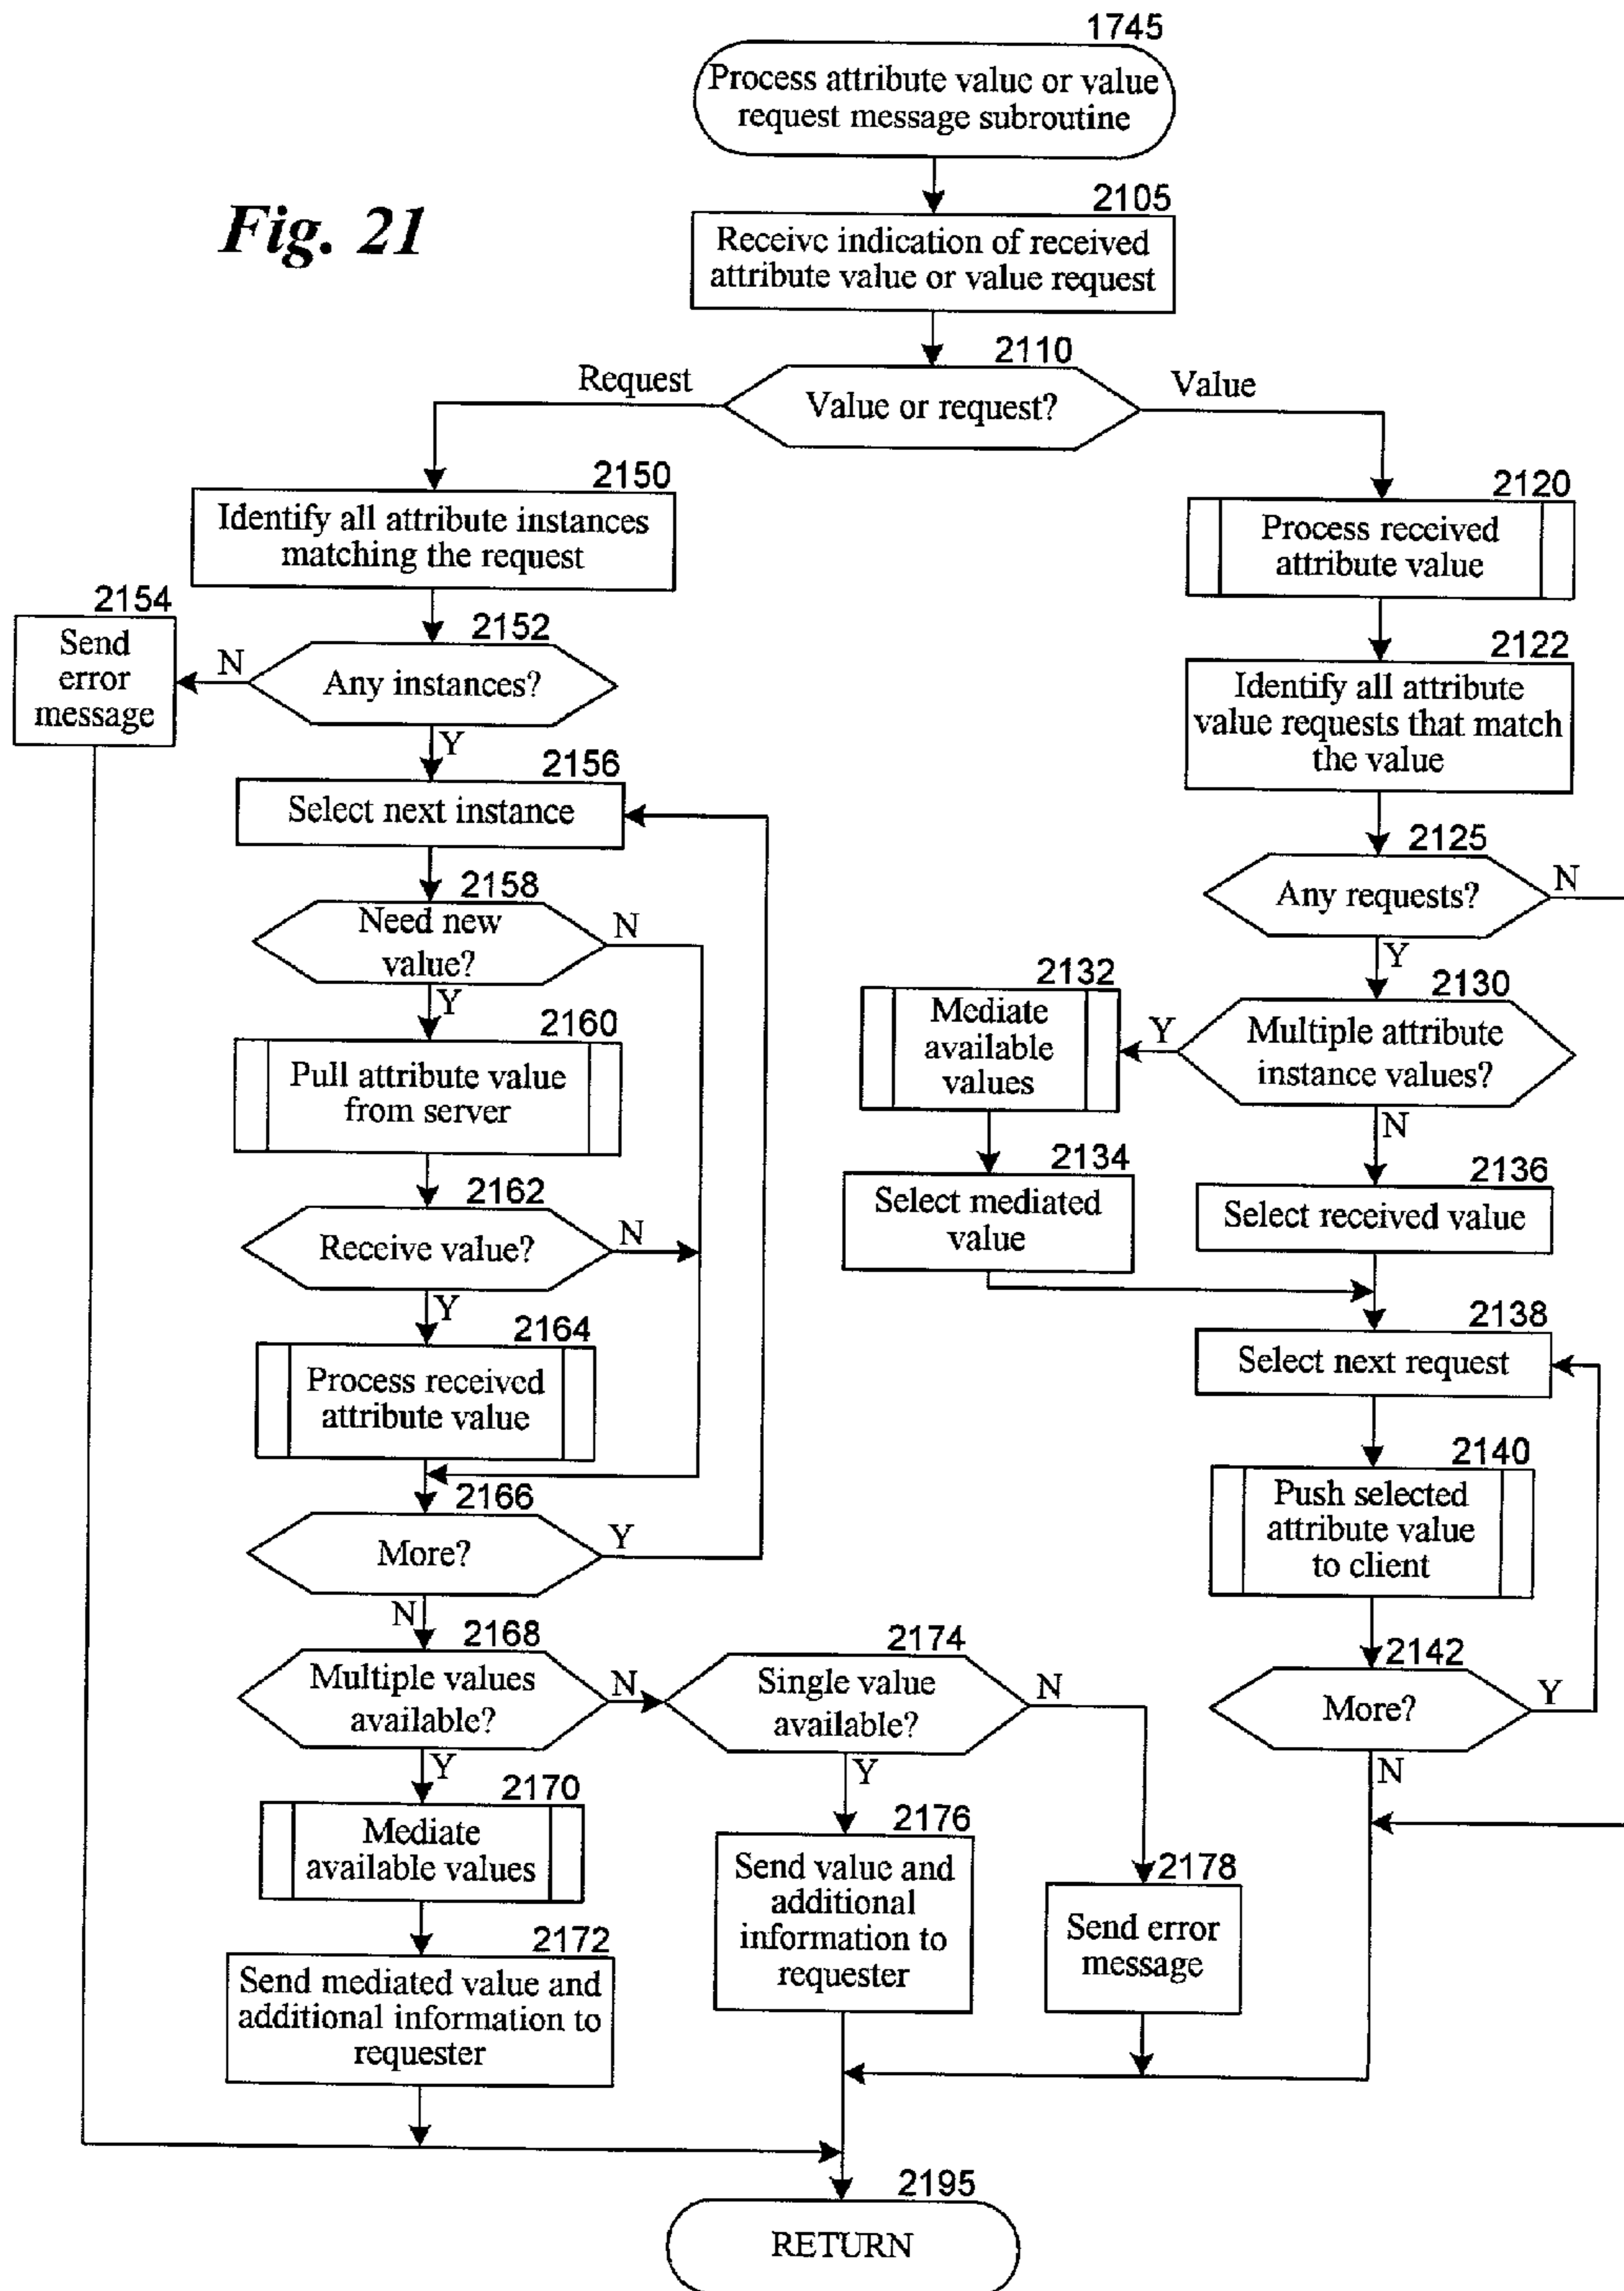 1745
Process attribute value or value
request message subroutine
Fig. 21
2105
Receive indication of received
attribute value or value request
2110
Request
Value or request?
Value
2150
Identify all attribute instances
matching the request
2120
Process received
attribute value
2154
Send
error
message
2152
N
Any instances?
Y
2122
Identify all attribute
value requests that match
the value
2156
Select next instance
2125
Any requests?
N
Y
2158
Need new
value?
N
Y
2132
Mediate
available
values
2130
Y
Multiple attribute
instance values?
N
2160
Pull attribute value
from server
2134
Select mediated
value
2136
Select received value
2162
Receive value?
N
Y
2138
Select next request
2164
Process received
attribute value
2140
Push selected
attribute value
to client
2166
More?
Y
N
2142
More?
Y
N
2168
Multiple values
available?
N
Y
2174
Single value
available?
N
Y
2170
Mediate
available values
2176
Send value and
additional
information to
requester
2178
Send error
message
2172
Send mediated value and
additional information to
requester
2195
RETURN